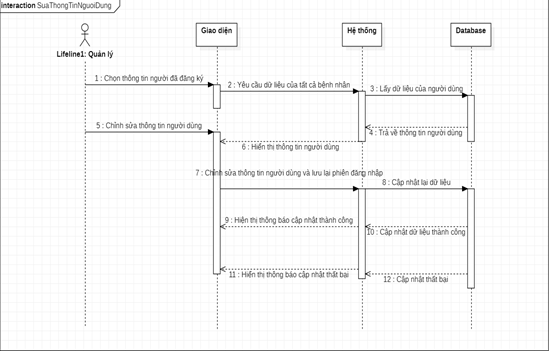 interaction SuaThongTinNguoiDung
Giao diện
Hệ thống
Database
Lifeline1: Quản lý
1 : Chọn thông tin người đã đăng ký
2 : Yêu cầu dữ liệu của tất cả bệnh nhân
3 : Lấy dữ liệu của người dùng
4 : Trả về thông tin người dùng
5 : Chỉnh sửa thông tin người dùng
6 : Hiển thị thông tin người dùng
7 : Chỉnh sửa thông tin người dùng và lưu lại phiên đăng nhập
8 : Cập nhật lại dữ liệu
9 : Hiện thị thông báo cập nhật thành công
10 : Cập nhật dữ liệu thành công
11 : Hiển thị thông báo cập nhật thất bại
12 : Cập nhật thất bại